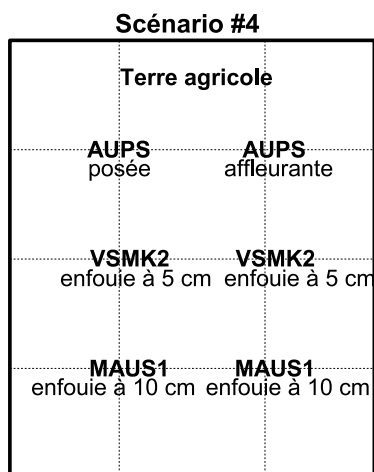 Scénario #4
Terre agricole
AUPS AUPS
posée affleurante
VSMK2 VSMK2
enfouie à 5 cm enfouie à 5 cm
MAUS1 MAUS1
enfouie à 10 cm enfouie à 10 cm